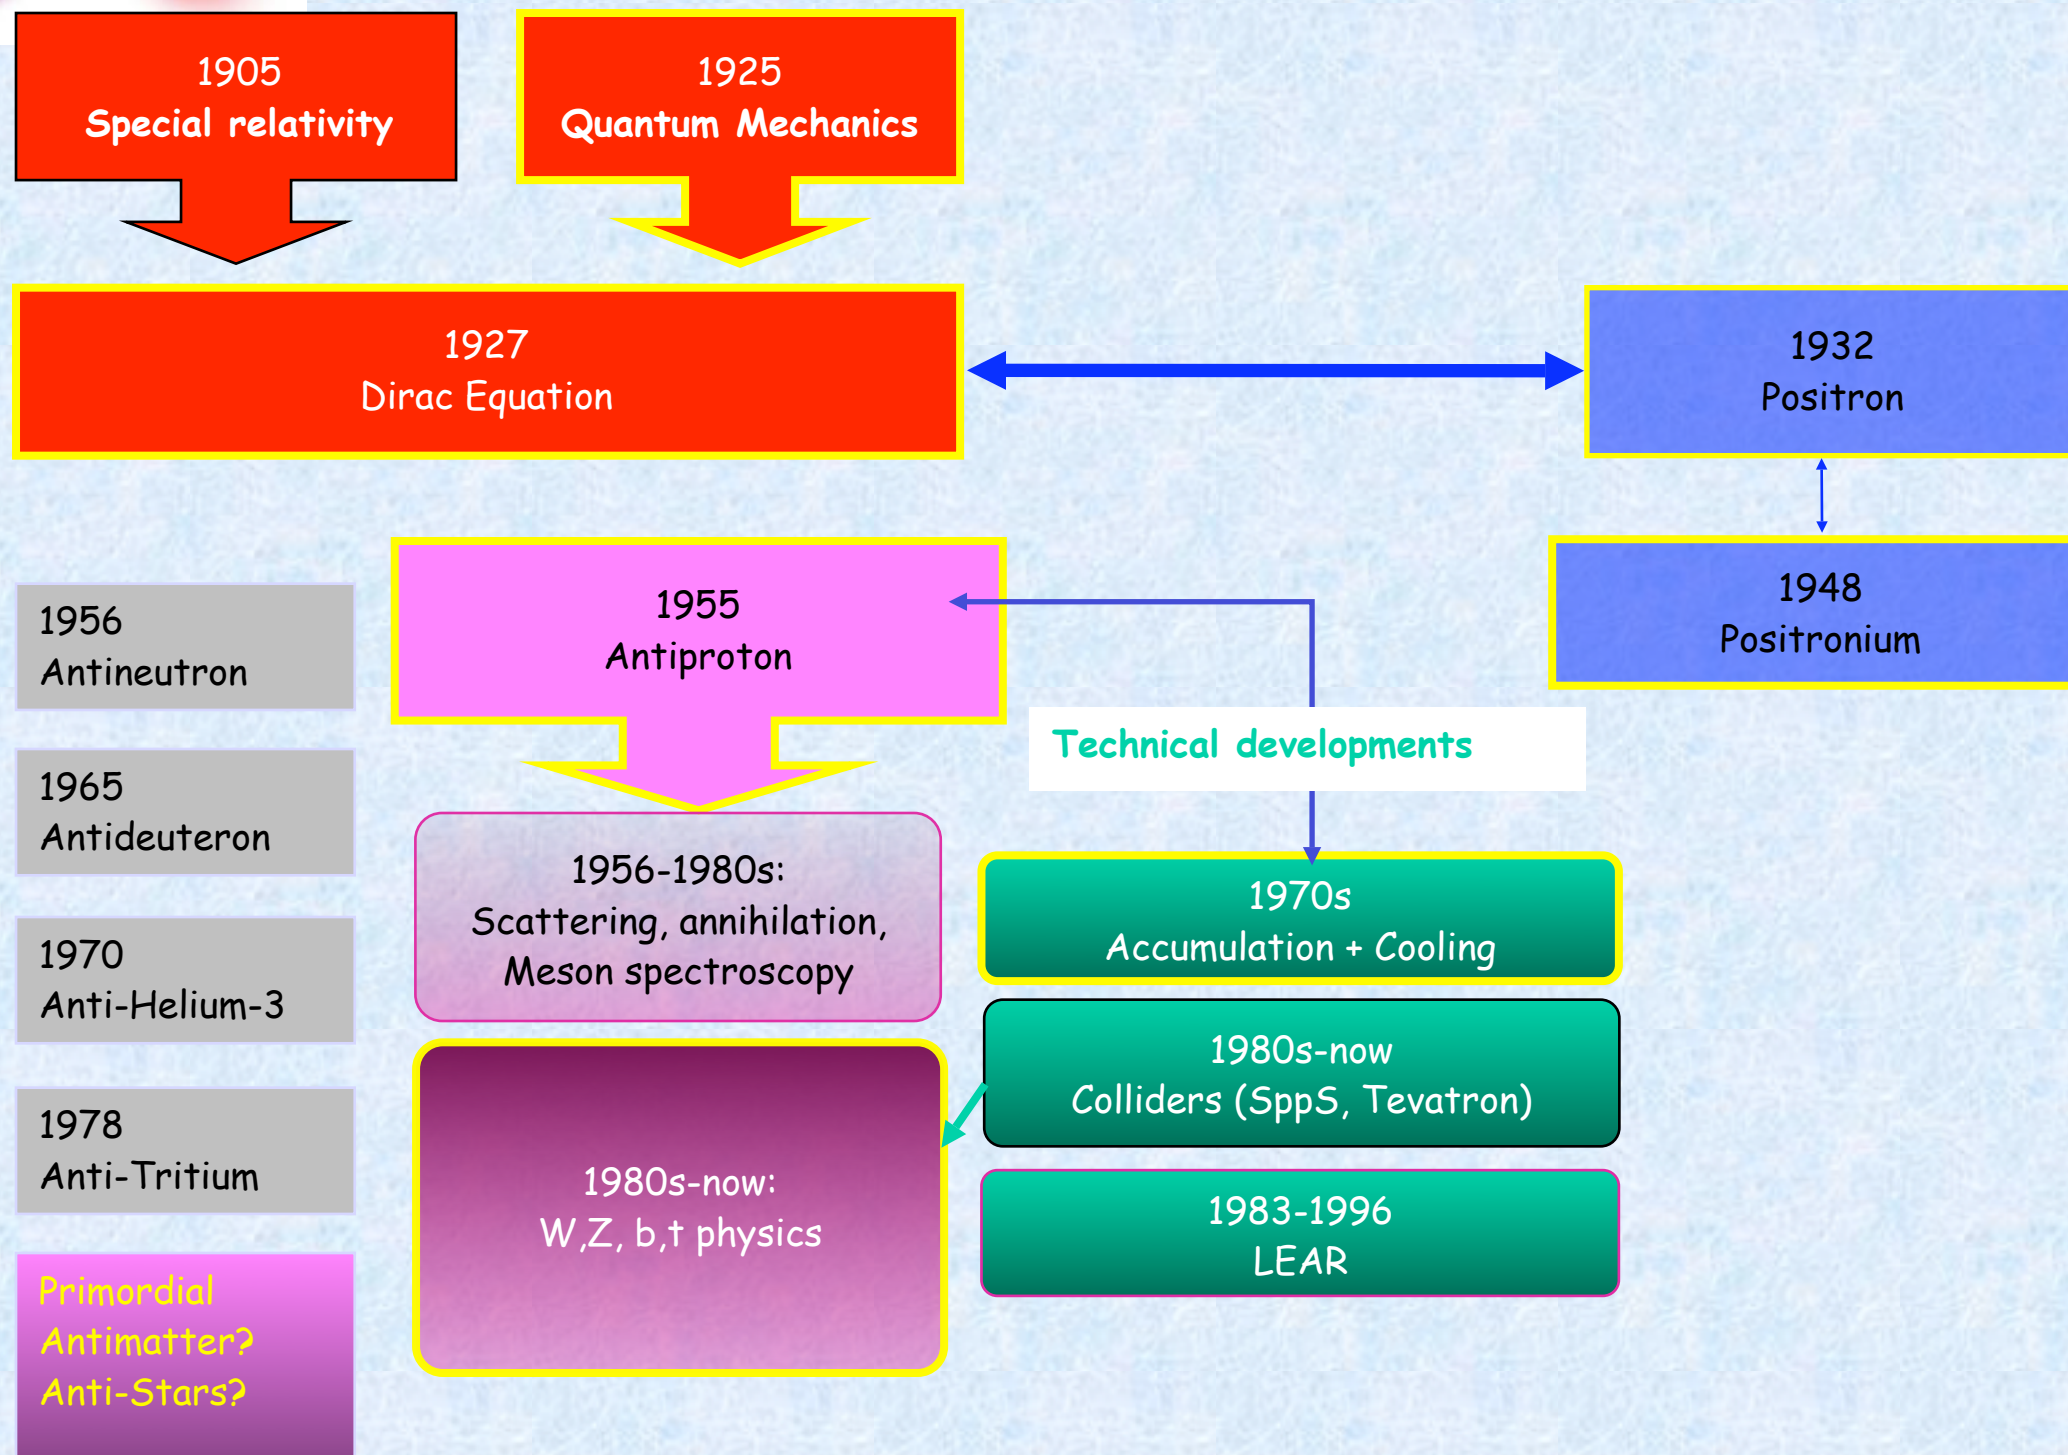 1905
Special relativity
1925
Quantum Mechanics
1927
Dirac Equation
1932
Positron
1948
Positronium
1955
Antiproton
1956
Antineutron
1965
Antideuteron
1970
Anti-Helium-3
1978
Anti-Tritium
Primordial
Antimatter?
Anti-Stars?
1956-1980s:
Scattering, annihilation,
Meson spectroscopy
1980s-now:
W,Z, b,t physics
Technical developments
1970s
Accumulation + Cooling
1980s-now
Colliders (SppS, Tevatron)
1983-1996
LEAR